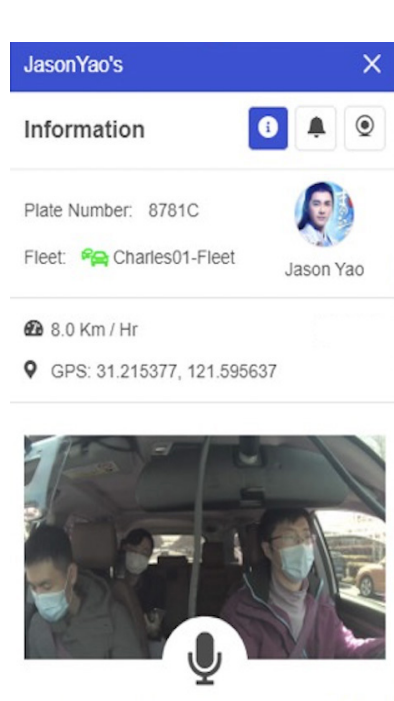 JasonYao's
Information
Plate Number: 8781C
Fleet: Charles01-Fleet
Jason Yao
8.0 Km / Hr
GPS: 31.215377, 121.595637